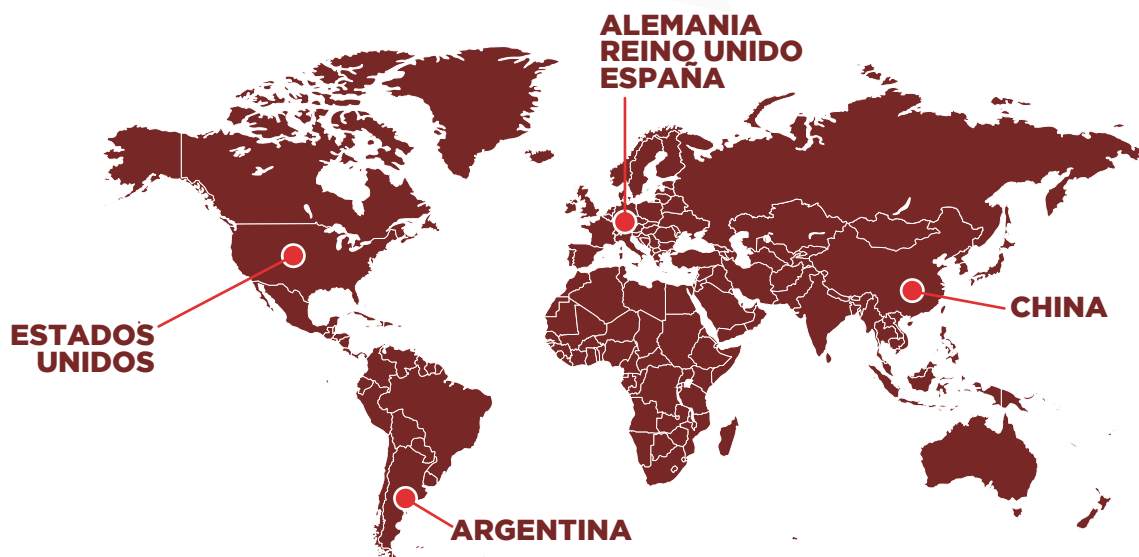 ALEMANIA
REINO UNIDO
ESPAÑA
ESTADOS
UNIDOS
CHINA
ARGENTINA